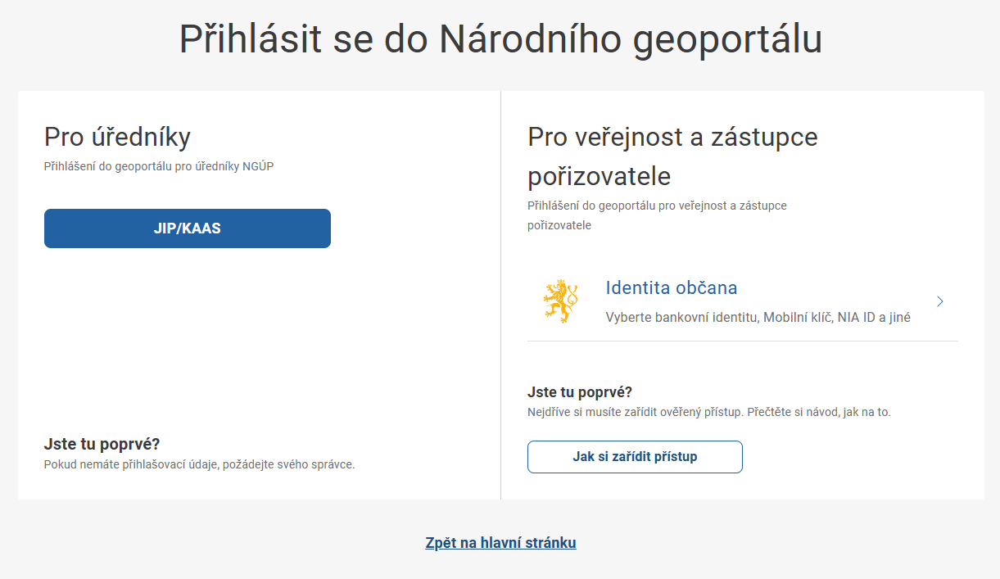 Přihlásit se do Národního geoportálu
Pro úředníky
Přihlášení do geoportálu pro úředníky NGÚP
JIP/KAAS
Jste tu poprvé?
Pokud nemáte přihlašovací údaje, požádejte svého správce.
Pro veřejnost a zástupce
pořizovatele
Přihlášení do geoportálu pro veřejnost a zástupce
pořizovatele
Identita občana
Vyberte bankovní identitu, Mobilní klíč, NIA ID a jiné
Jste tu poprvé?
Nejdříve si musíte zařídit ověřený přístup. Přečtěte si návod, jak na to.
Jak si zařídit přístup
Zpět na hlavní stránku